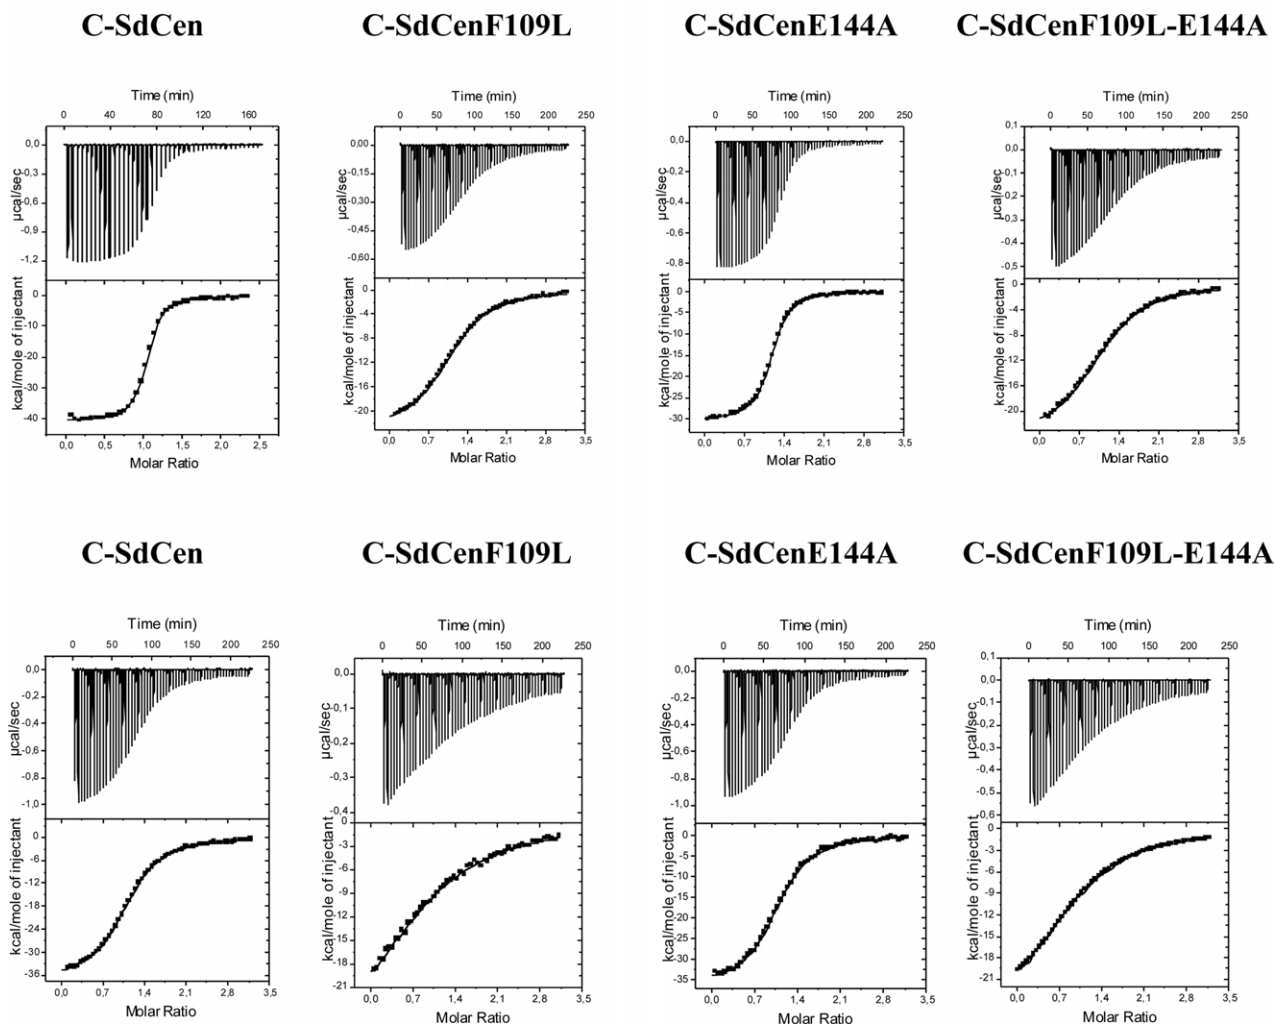 C-SdCen C-SdCenF109L C-SdCenE144A C-SdCenF109L-E144A
Time (min) Time (min) Time (min) Time (min)
0 40 80 120 160 0 50 100 150 200 250 0 50 100 150 200 250 0 50 100 150 200 250
µcal/sec µcal/sec µcal/sec µcal/sec
0,0 -0,3 -0,6 -0,9 -1,2
0,00 -0,15 -0,30 -0,45 -0,60
0,0 -0,2 -0,4 -0,6 -0,8
0,1 0,0 -0,1 -0,2 -0,3 -0,4 -0,5
kcal/mole of injectant kcal/mole of injectant kcal/mole of injectant kcal/mole of injectant
0 -10 -20 -30 -40
0 -4 -8 -12 -16 -20
0 -5 -10 -15 -20 -25 -30
0 -4 -8 -12 -16 -20
0,0 0,5 1,0 1,5 2,0 2,5 0,0 0,7 1,4 2,1 2,8 3,5 0,0 0,7 1,4 2,1 2,8 3,5 0,0 0,7 1,4 2,1 2,8 3,5
Molar Ratio Molar Ratio Molar Ratio Molar Ratio
C-SdCen C-SdCenF109L C-SdCenE144A C-SdCenF109L-E144A
Time (min) Time (min) Time (min) Time (min)
0 50 100 150 200 250 0 50 100 150 200 250 0 50 100 150 200 250 0 50 100 150 200 250
µcal/sec µcal/sec µcal/sec µcal/sec
0,0 -0,2 -0,4 -0,6 -0,8 -1,0
0,0 -0,1 -0,2 -0,3 -0,4
0,0 -0,2 -0,4 -0,6 -0,8 -1,0
0,1 0,0 -0,1 -0,2 -0,3 -0,4 -0,5 -0,6
kcal/mole of injectant kcal/mole of injectant kcal/mole of injectant kcal/mole of injectant
0 -6 -12 -18 -24 -30 -36
0 -3 -6 -9 -12 -15 -18 -21
0 -5 -10 -15 -20 -25 -30 -35
0 -3 -6 -9 -12 -15 -18 -21
0,0 0,7 1,4 2,1 2,8 3,5 0,0 0,7 1,4 2,1 2,8 3,5 0,0 0,7 1,4 2,1 2,8 3,5 0,0 0,7 1,4 2,1 2,8 3,5
Molar Ratio Molar Ratio Molar Ratio Molar Ratio